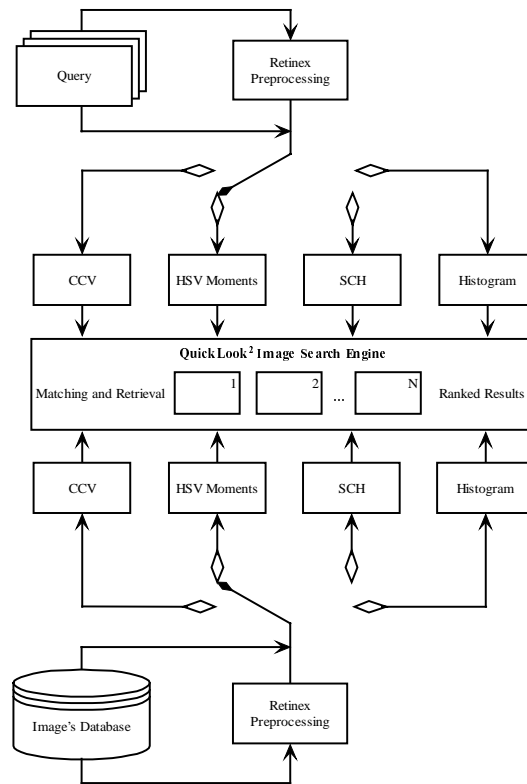 Query
Retinex
Preprocessing
CCV
HSV Moments
SCH
Histogram
QuickLook² Image Search Engine
Matching and Retrieval
1
2
...
N
Ranked Results
CCV
HSV Moments
SCH
Histogram
Image's Database
Retinex
Preprocessing